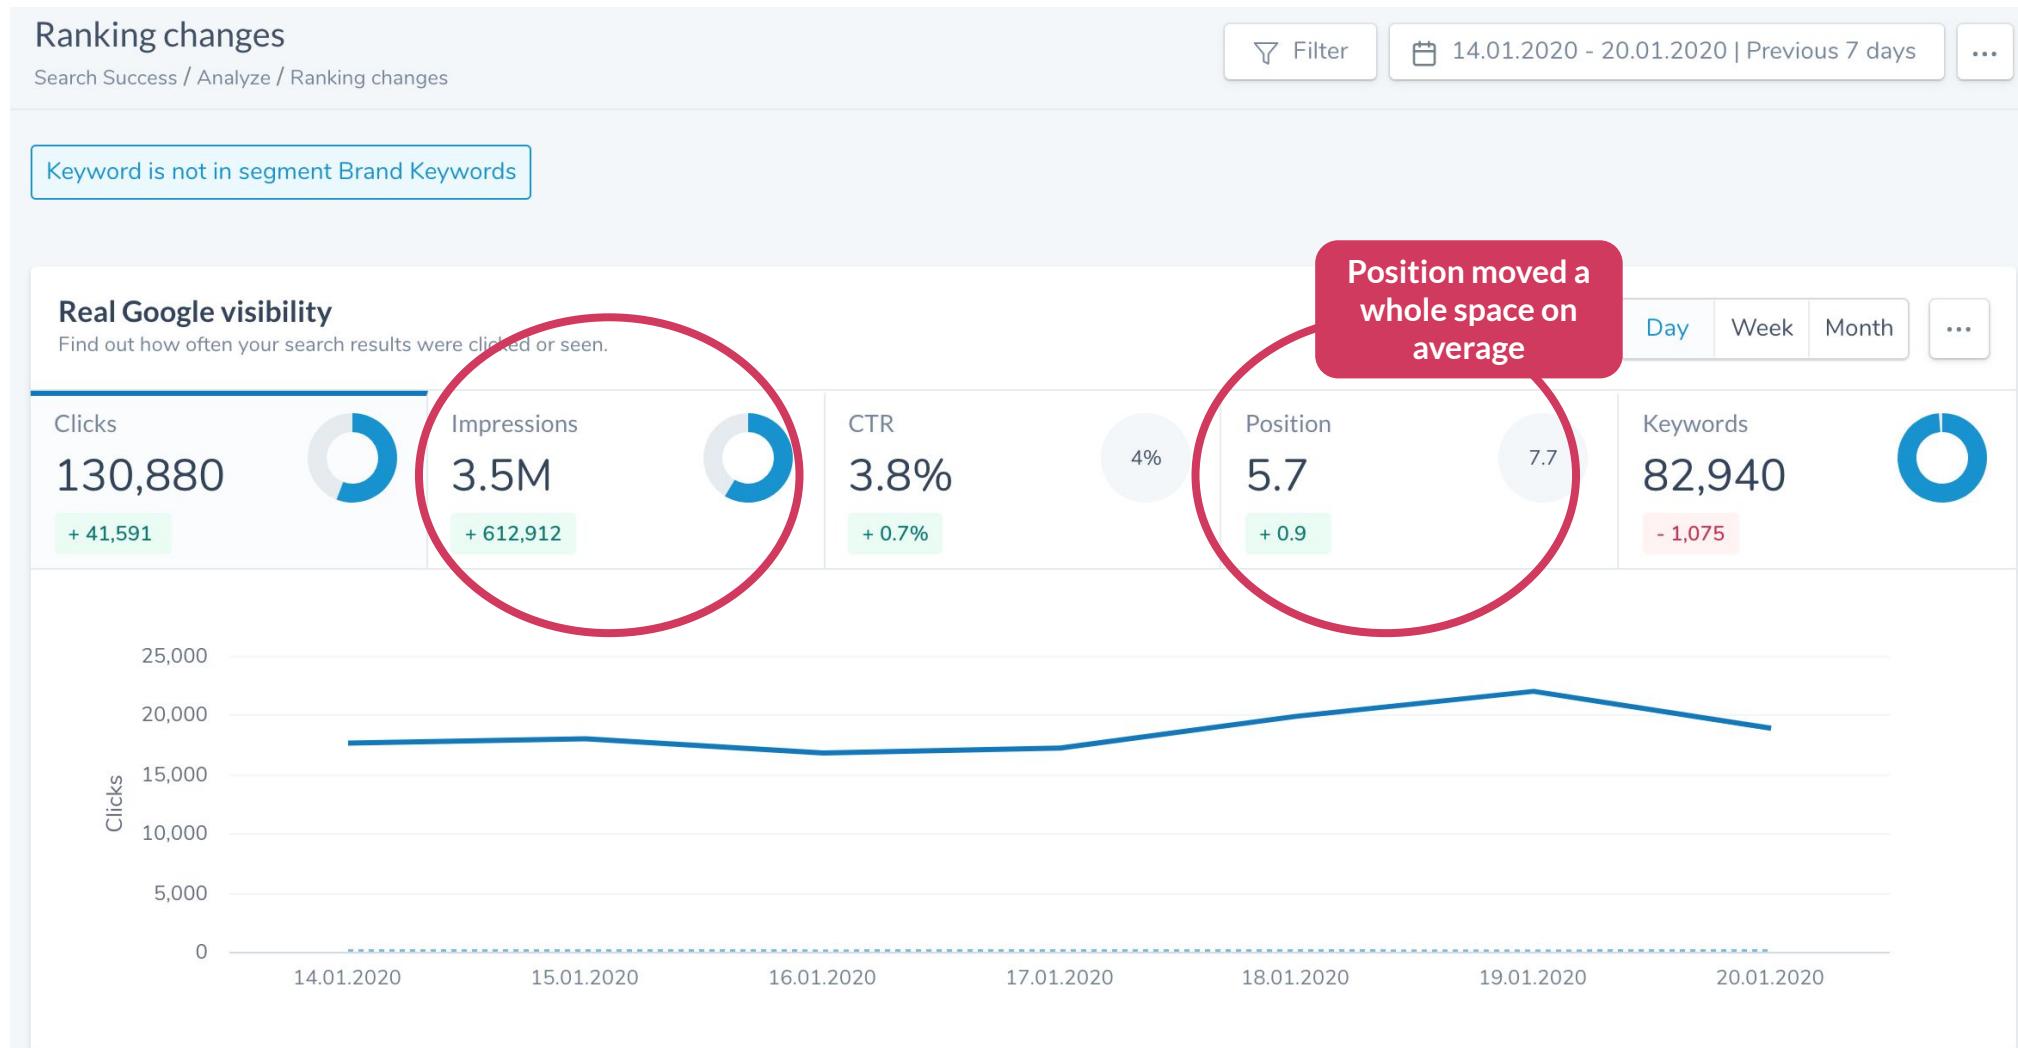 Ranking changes
Search Success / Analyze / Ranking changes
Filter
14.01.2020 - 20.01.2020 | Previous 7 days
Keyword is not in segment Brand Keywords
Position moved a
whole space on
average
Real Google visibility
Find out how often your search results were clicked or seen.
Day
Week
Month
Clicks
130,880
+ 41,591
Impressions
3.5M
+ 612,912
CTR
3.8%
+ 0.7%
4%
Position
5.7
+ 0.9
7.7
Keywords
82,940
- 1,075
Clicks
25,000
20,000
15,000
10,000
5,000
0
14.01.2020
15.01.2020
16.01.2020
17.01.2020
18.01.2020
19.01.2020
20.01.2020